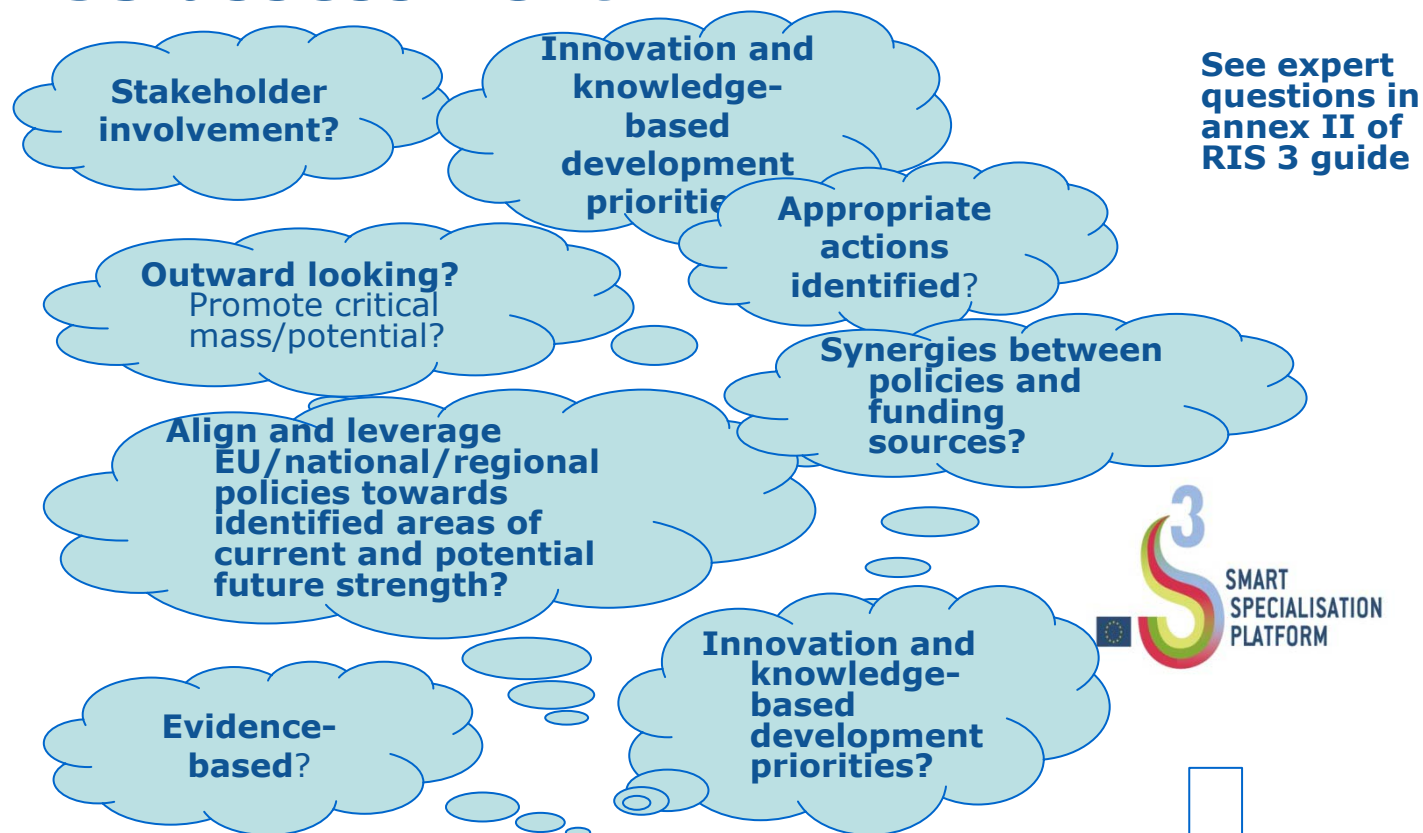 Stakeholder
involvement?
Innovation and
knowledge-
based
development
prioritie
See expert
questions in
annex II of
RIS 3 guide
Appropriate
actions
identified?
Outward looking?
Promote critical
mass/potential?
Synergies between
policies and
funding
sources?
Align and leverage
EU/national/regional
policies towards
identified areas of
current and potential
future strength?
3
SMART
SPECIALISATION
PLATFORM
Innovation and
knowledge-
based
development
priorities?
Evidence-
based?